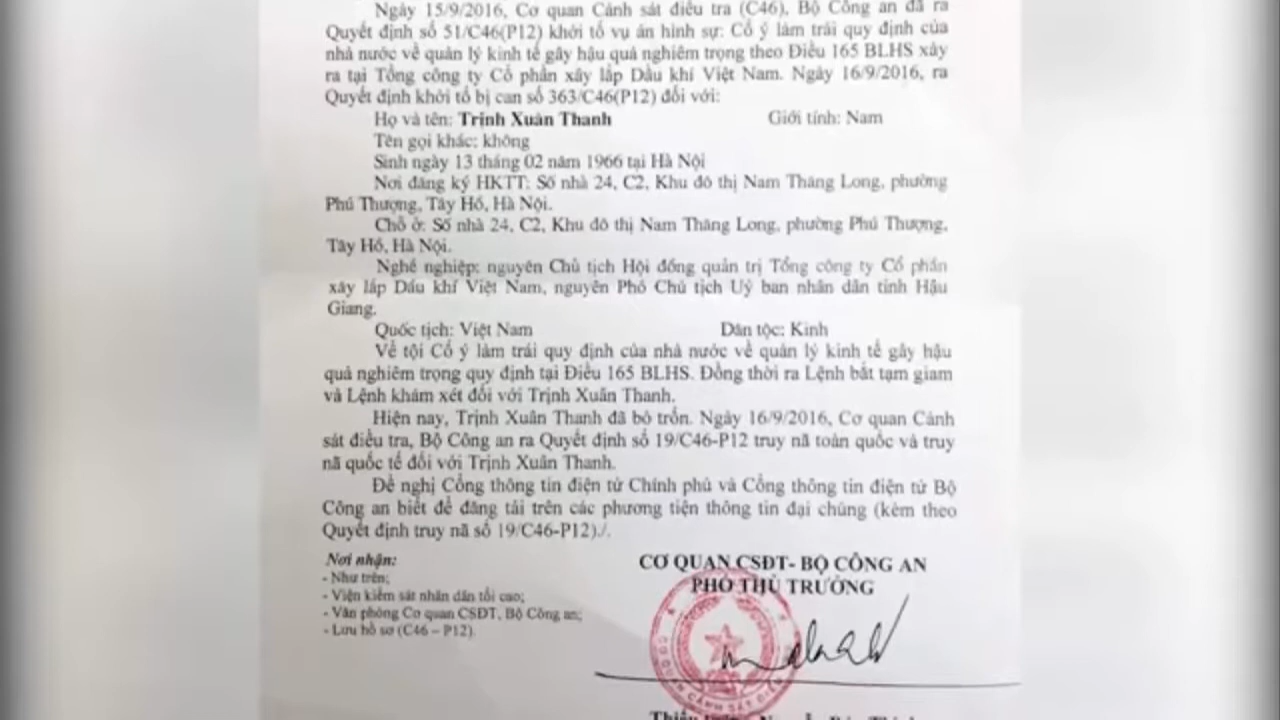 Ngày 15/9/2016, Cơ quan Cảnh sát điều tra (C46), Bộ Công an đã ra
Quyết định số 51/C46(P12) khởi tố vụ án hình sự: Cố ý làm trái quy định của
nhà nước về quản lý kinh tế gây hậu quả nghiêm trọng theo Điều 165 BLHS xảy
ra tại Tổng công ty Cổ phần xây lắp Dầu khí Việt Nam. Ngày 16/9/2016, ra
Quyết định khởi tố bị can số 363/C46(P12) đối với:
Họ và tên: Trịnh Xuân Thanh Giới tính: Nam
Tên gọi khác: không
Sinh ngày 13 tháng 02 năm 1966 tại Hà Nội
Nơi đăng ký HKTT: Số nhà 24, C2, Khu đô thị Nam Thăng Long, phường
Phú Thượng, Tây Hồ, Hà Nội.
Chỗ ở: Số nhà 24, C2, Khu đô thị Nam Thăng Long, phường Phú Thượng,
Tây Hồ, Hà Nội.
Nghề nghiệp: nguyên Chủ tịch Hội đồng quản trị Tổng công ty Cổ phần
xây lắp Dầu khí Việt Nam, nguyên Phó Chủ tịch Uỷ ban nhân dân tỉnh Hậu
Giang.
Quốc tịch: Việt Nam Dân tộc: Kinh
Về tội Cố ý làm trái quy định của nhà nước về quản lý kinh tế gây hậu
quả nghiêm trọng quy định tại Điều 165 BLHS. Đồng thời ra Lệnh bắt tạm giam
và Lệnh khám xét đối với Trịnh Xuân Thanh.
Hiện nay, Trịnh Xuân Thanh đã bỏ trốn. Ngày 16/9/2016, Cơ quan Cảnh
sát điều tra, Bộ Công an ra Quyết định số 19/C46-P12 truy nã toàn quốc và truy
nã quốc tế đối với Trịnh Xuân Thanh.
Đề nghị Cổng thông tin điện tử Chính phủ và Cổng thông tin điện tử Bộ
Công an biết để đăng tải trên các phương tiện thông tin đại chúng (kèm theo
Quyết định truy nã số 19/C46-P12)./.
Nơi nhận:
- Như trên;
- Viện kiểm sát nhân dân tối cao;
- Văn phòng Cơ quan CSĐT, Bộ Công an;
- Lưu hồ sơ (C46 – P12).
CƠ QUAN CSĐT- BỘ CÔNG AN
PHÓ THỦ TRƯỞNG
CƠ QUAN CẢNH SÁT ĐIỀU